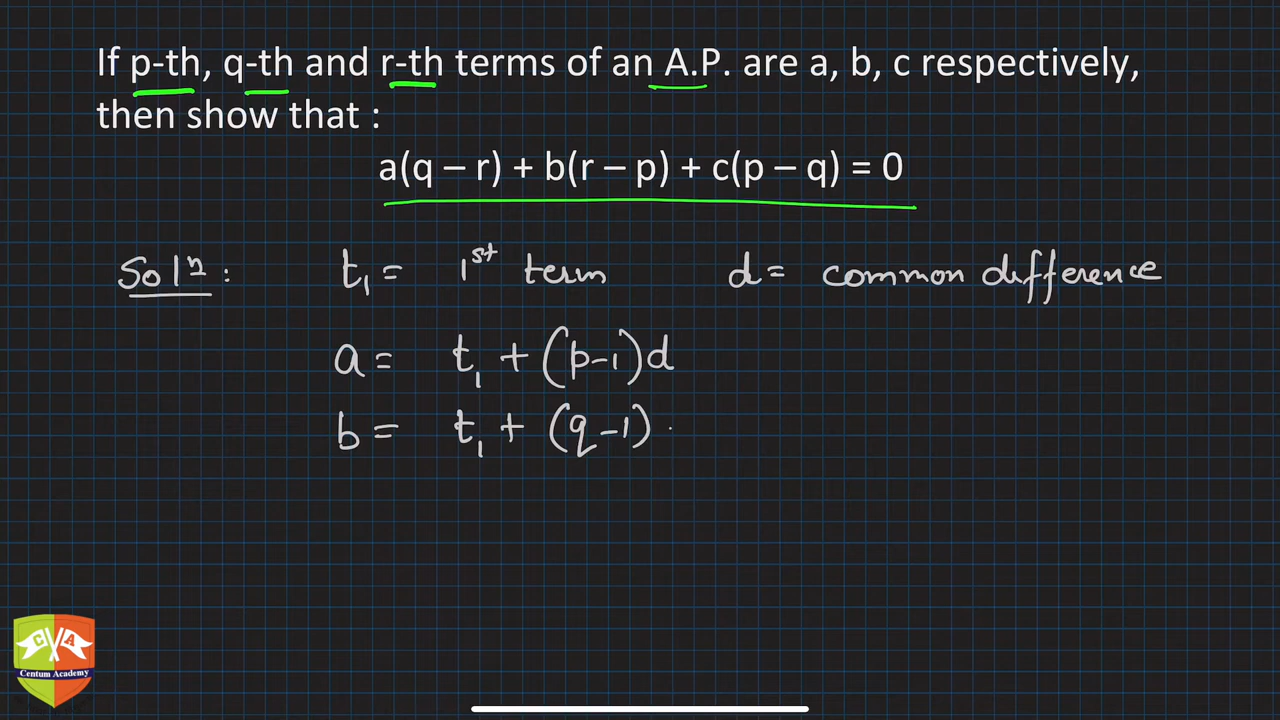 If p-th, q-th and r-th terms of an A.P. are a, b, c respectively,
then show that :
a(q – r) + b(r – p) + c(p – q) = 0
Solⁿ : t₁ = 1ˢᵗ term d = common difference
a = t₁ + (p-1)d
b = t₁ + (q-1)
C A
Centum Academy